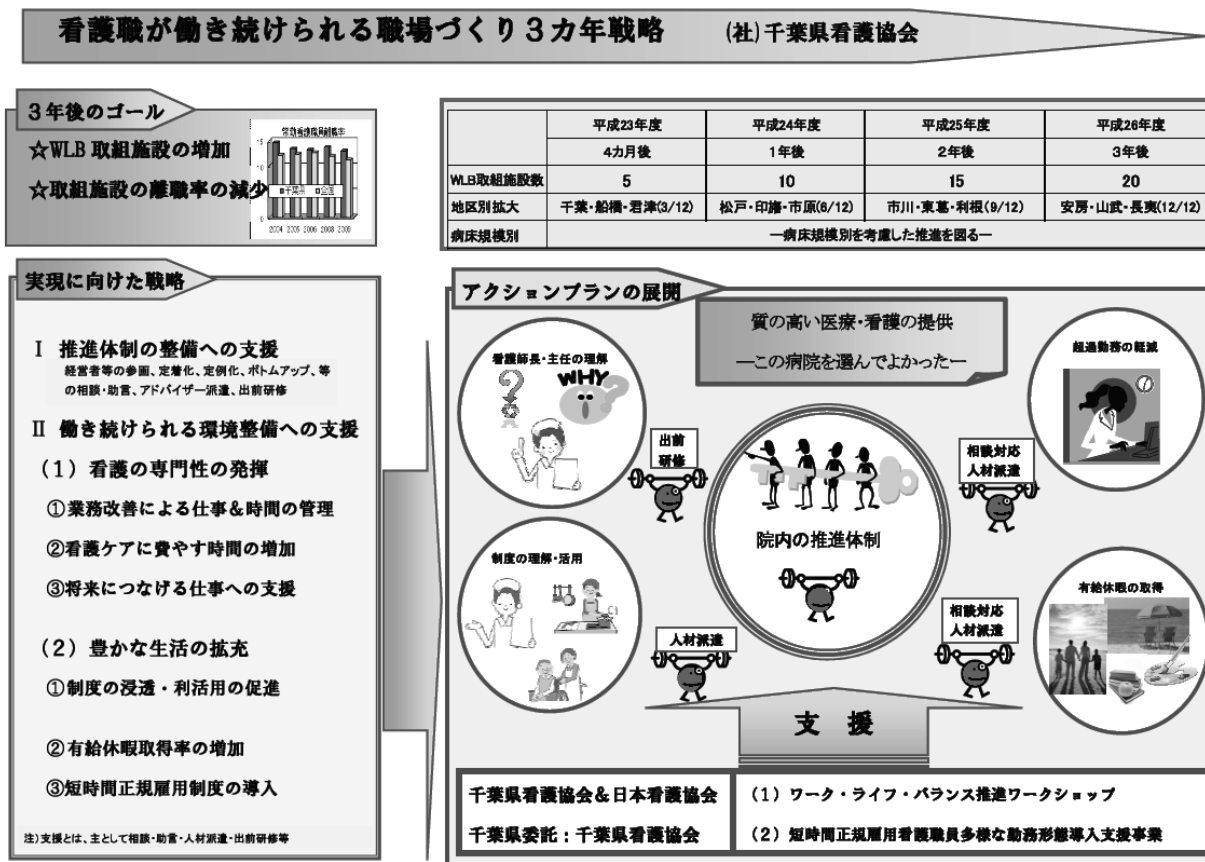 看護職が働き続けられる職場づくり3カ年戦略 (社)千葉県看護協会
3年後のゴール
☆WLB 取組施設の増加
☆取組施設の離職率の減少
常勤看護職員離職率
15
10
5
0
■千葉県 ■全国
2004 2005 2006 2008 2009
平成23年度 平成24年度 平成25年度 平成26年度
4カ月後 1年後 2年後 3年後
WLB取組施設数 5 10 15 20
地区別拡大 千葉・船橋・君津(3/12) 松戸・印旛・市原(6/12) 市川・東葛・利根(9/12) 安房・山武・長夷(12/12)
病床規模別 ―病床規模別を考慮した推進を図る―
実現に向けた戦略
Ⅰ 推進体制の整備への支援
経営者等の参画、定着化、定例化、ボトムアップ、等
の相談・助言、アドバイザー派遣、出前研修
Ⅱ 働き続けられる環境整備への支援
(1)看護の専門性の発揮
①業務改善による仕事&時間の管理
②看護ケアに費やす時間の増加
③将来につなげる仕事への支援
(2)豊かな生活の拡充
①制度の浸透・利活用の促進
②有給休暇取得率の増加
③短時間正規雇用制度の導入
注)支援とは、主として相談・助言・人材派遣・出前研修等
アクションプランの展開
質の高い医療・看護の提供
―この病院を選んでよかった―
看護師長・主任の理解
WHY
出前
研修
超過勤務の軽減
相談対応
人材派遣
院内の推進体制
制度の理解・活用
人材派遣
有給休暇の取得
相談対応
人材派遣
支 援
千葉県看護協会&日本看護協会 (1)ワーク・ライフ・バランス推進ワークショップ
千葉県委託:千葉県看護協会 (2)短時間正規雇用看護職員多様な勤務形態導入支援事業